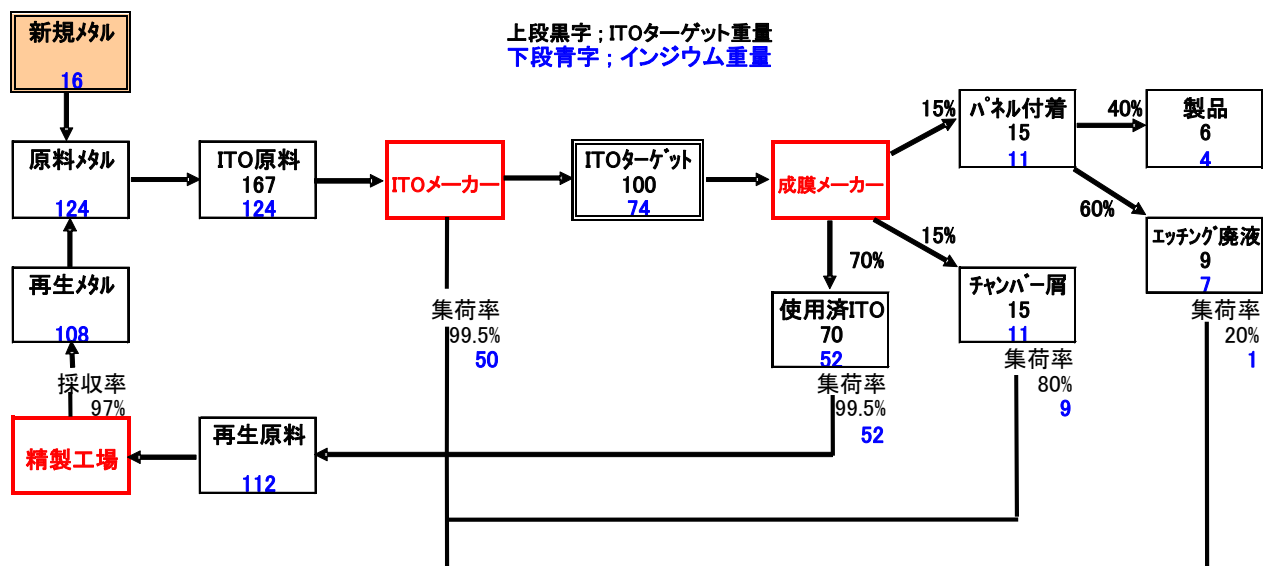 新規メタル
16
上段黒字 ; ITOターゲット重量
下段青字 ; インジウム重量
原料メタル
124
ITO原料
167
124
ITOメーカー
ITOターゲット
100
74
成膜メーカー
15%
パネル付着
15
11
40%
製品
6
4
60%
エッチング廃液
9
7
集荷率
20%
1
15%
チャンバー屑
15
11
集荷率
80%
9
70%
使用済ITO
70
52
集荷率
99.5%
52
集荷率
99.5%
50
再生メタル
108
採収率
97%
精製工場
再生原料
112